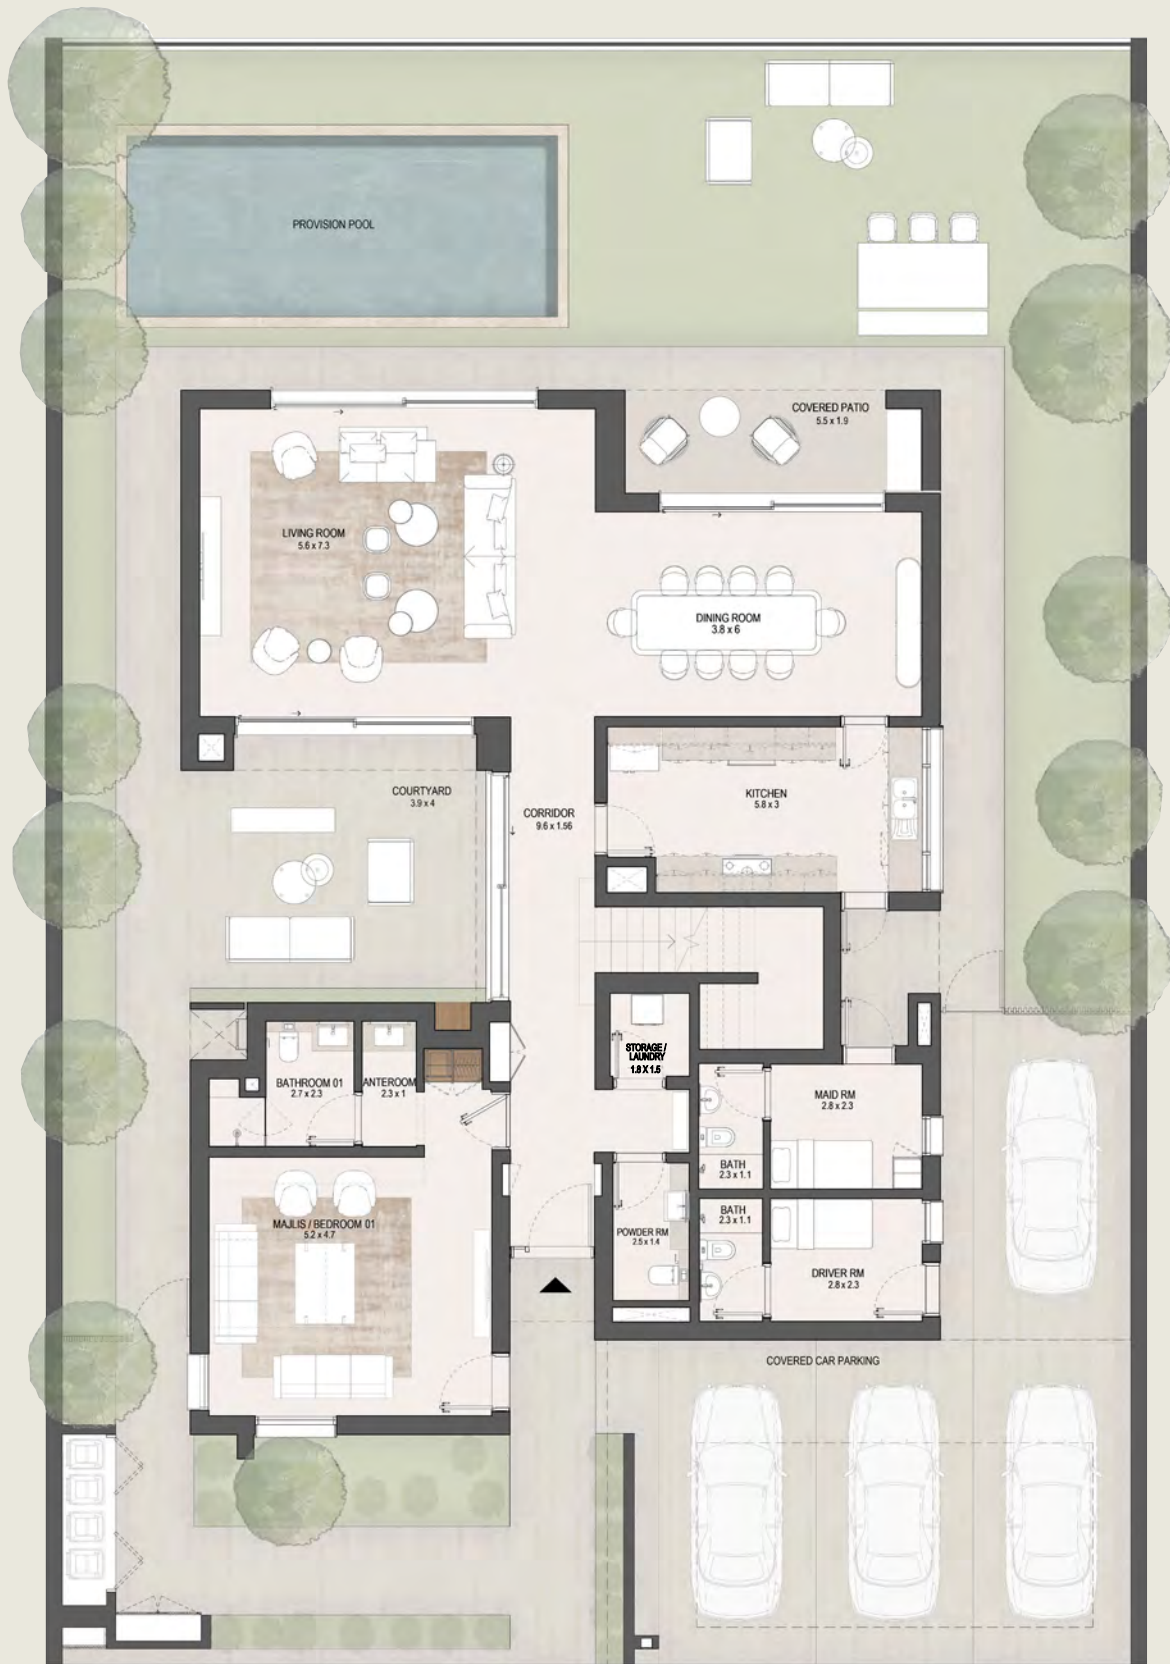 PROVISION POOL
COVERED PATIO
5.5 x 1.9
LIVING ROOM
5.6 x 7.3
DINING ROOM
3.8 x 6
COURTYARD
3.9 x 4
KITCHEN
5.8 x 3
CORRIDOR
9.6 x 1.56
STORAGE /
LAUNDRY
1.8 X 1.5
BATHROOM 01
2.7 x 2.3
ANTEROOM
2.3 x 1
MAID RM
2.8 x 2.3
BATH
2.3 x 1.1
BATH
2.3 x 1.1
MAJLIS / BEDROOM 01
5.2 x 4.7
POWDER RM
2.5 x 1.4
DRIVER RM
2.8 x 2.3
COVERED CAR PARKING